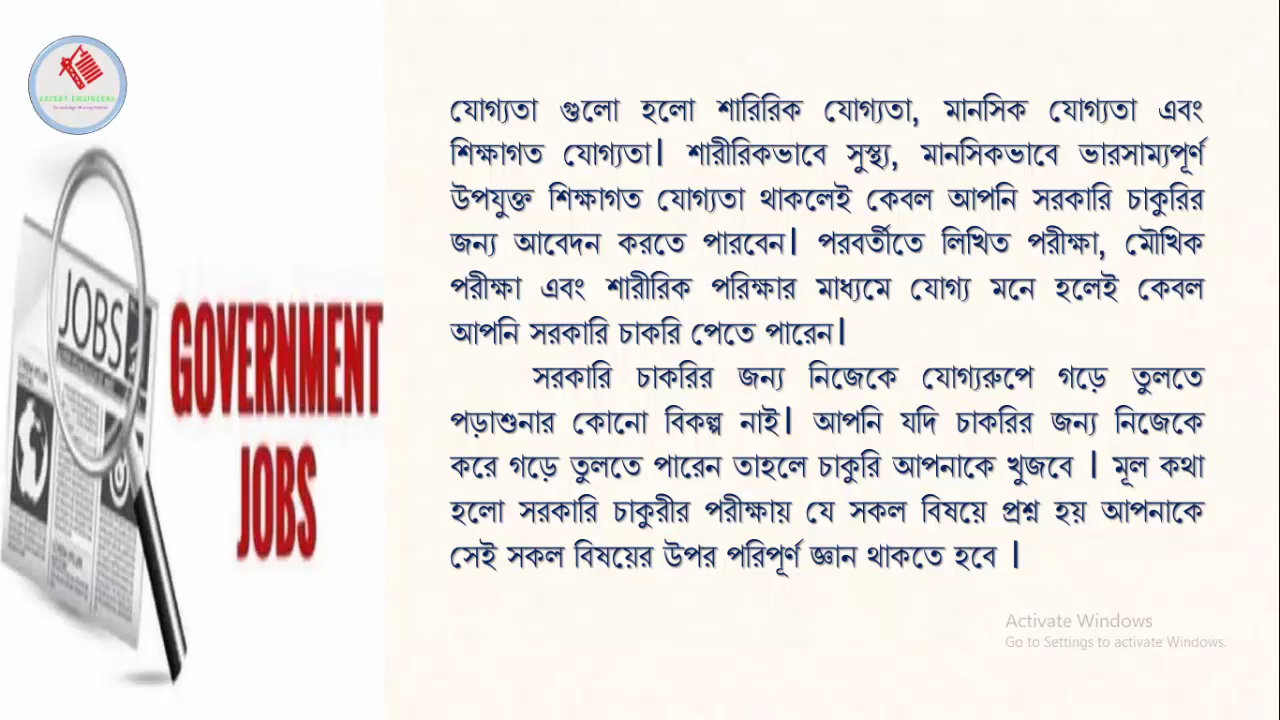 EXPERT ENGINEERS
JOBS
GOVERNMENT
JOBS
যোগ্যতা গুলো হলো শারিরিক যোগ্যতা, মানসিক যোগ্যতা এবং
শিক্ষাগত যোগ্যতা। শারীরিকভাবে সুস্থ্য, মানসিকভাবে ভারসাম্যপূর্ণ
উপযুক্ত শিক্ষাগত যোগ্যতা থাকলেই কেবল আপনি সরকারি চাকুরির
জন্য আবেদন করতে পারবেন। পরবর্তীতে লিখিত পরীক্ষা, মৌখিক
পরীক্ষা এবং শারীরিক পরিক্ষার মাধ্যমে যোগ্য মনে হলেই কেবল
আপনি সরকারি চাকরি পেতে পারেন।
সরকারি চাকরির জন্য নিজেকে যোগ্যরুপে গড়ে তুলতে
পড়াশুনার কোনো বিকল্প নাই। আপনি যদি চাকরির জন্য নিজেকে
করে গড়ে তুলতে পারেন তাহলে চাকুরি আপনাকে খুজবে । মূল কথা
হলো সরকারি চাকুরীর পরীক্ষায় যে সকল বিষয়ে প্রশ্ন হয় আপনাকে
সেই সকল বিষয়ের উপর পরিপূর্ণ জ্ঞান থাকতে হবে ।
Activate Windows
Go to Settings to activate Windows.